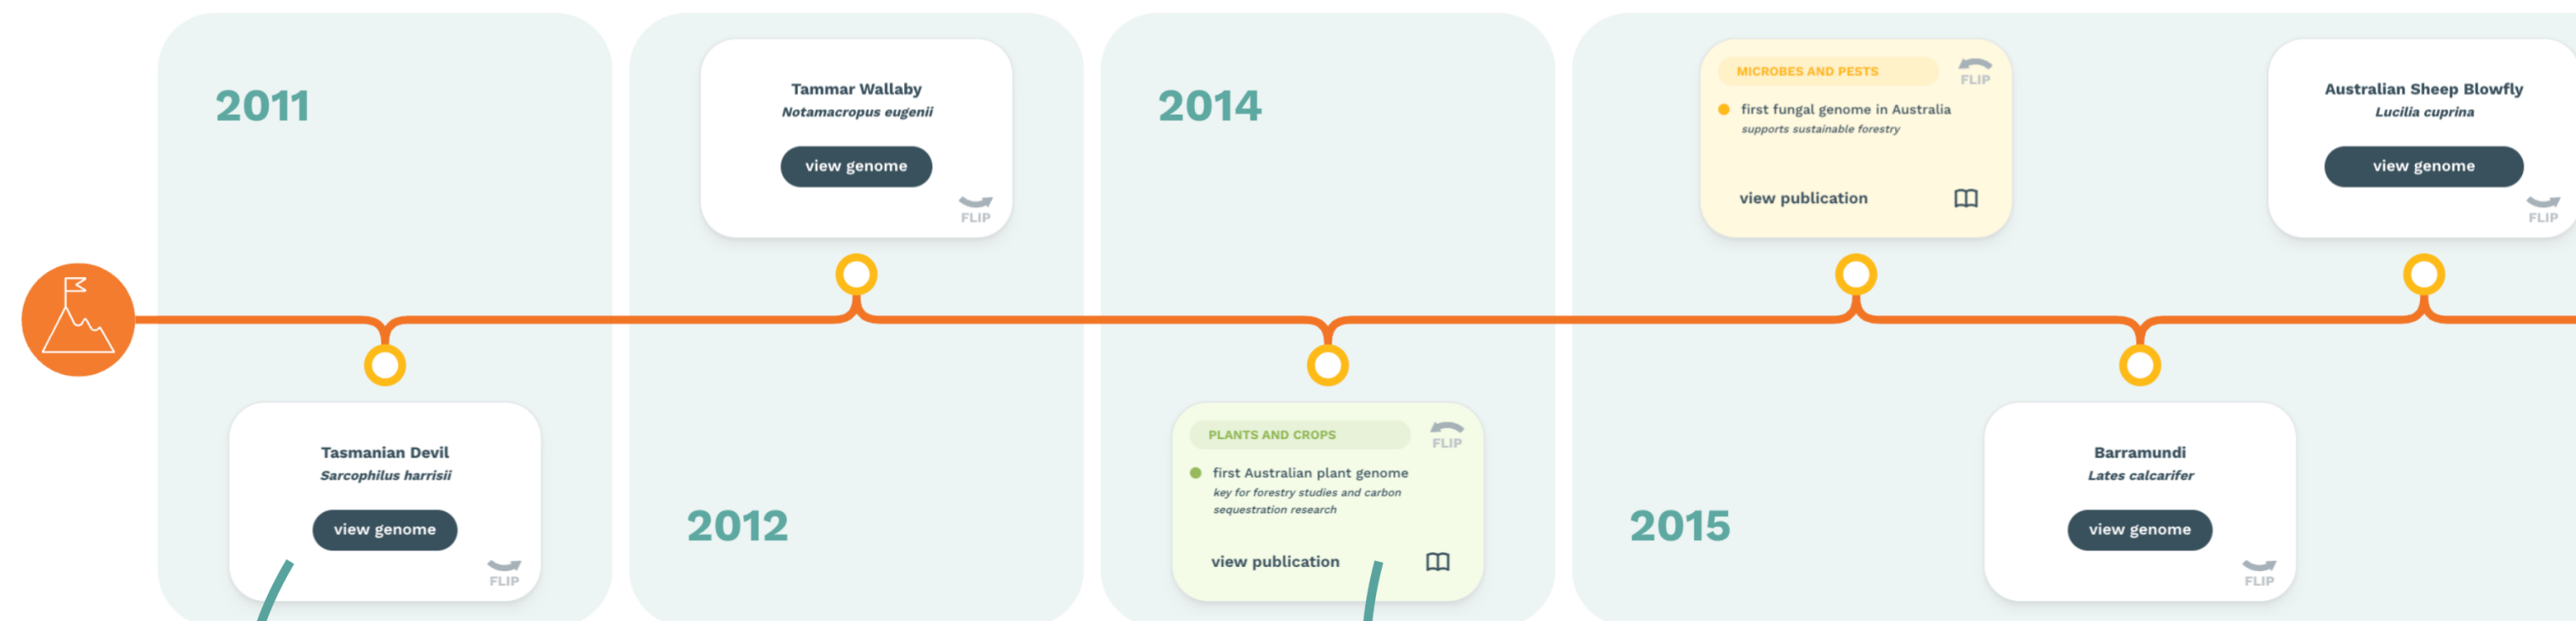 2011
Tasmanian Devil
Sarcophilus harrisii
view genome
FLIP
Tammar Wallaby
Notamacropus eugenii
view genome
FLIP
2012
2014
PLANTS AND CROPS
FLIP
first Australian plant genome
key for forestry studies and carbon
sequestration research
view publication
2015
MICROBES AND PESTS
FLIP
first fungal genome in Australia
supports sustainable forestry
view publication
Barramundi
Lates calcarifer
view genome
FLIP
Australian Sheep Blowfly
Lucilia cuprina
view genome
FLIP